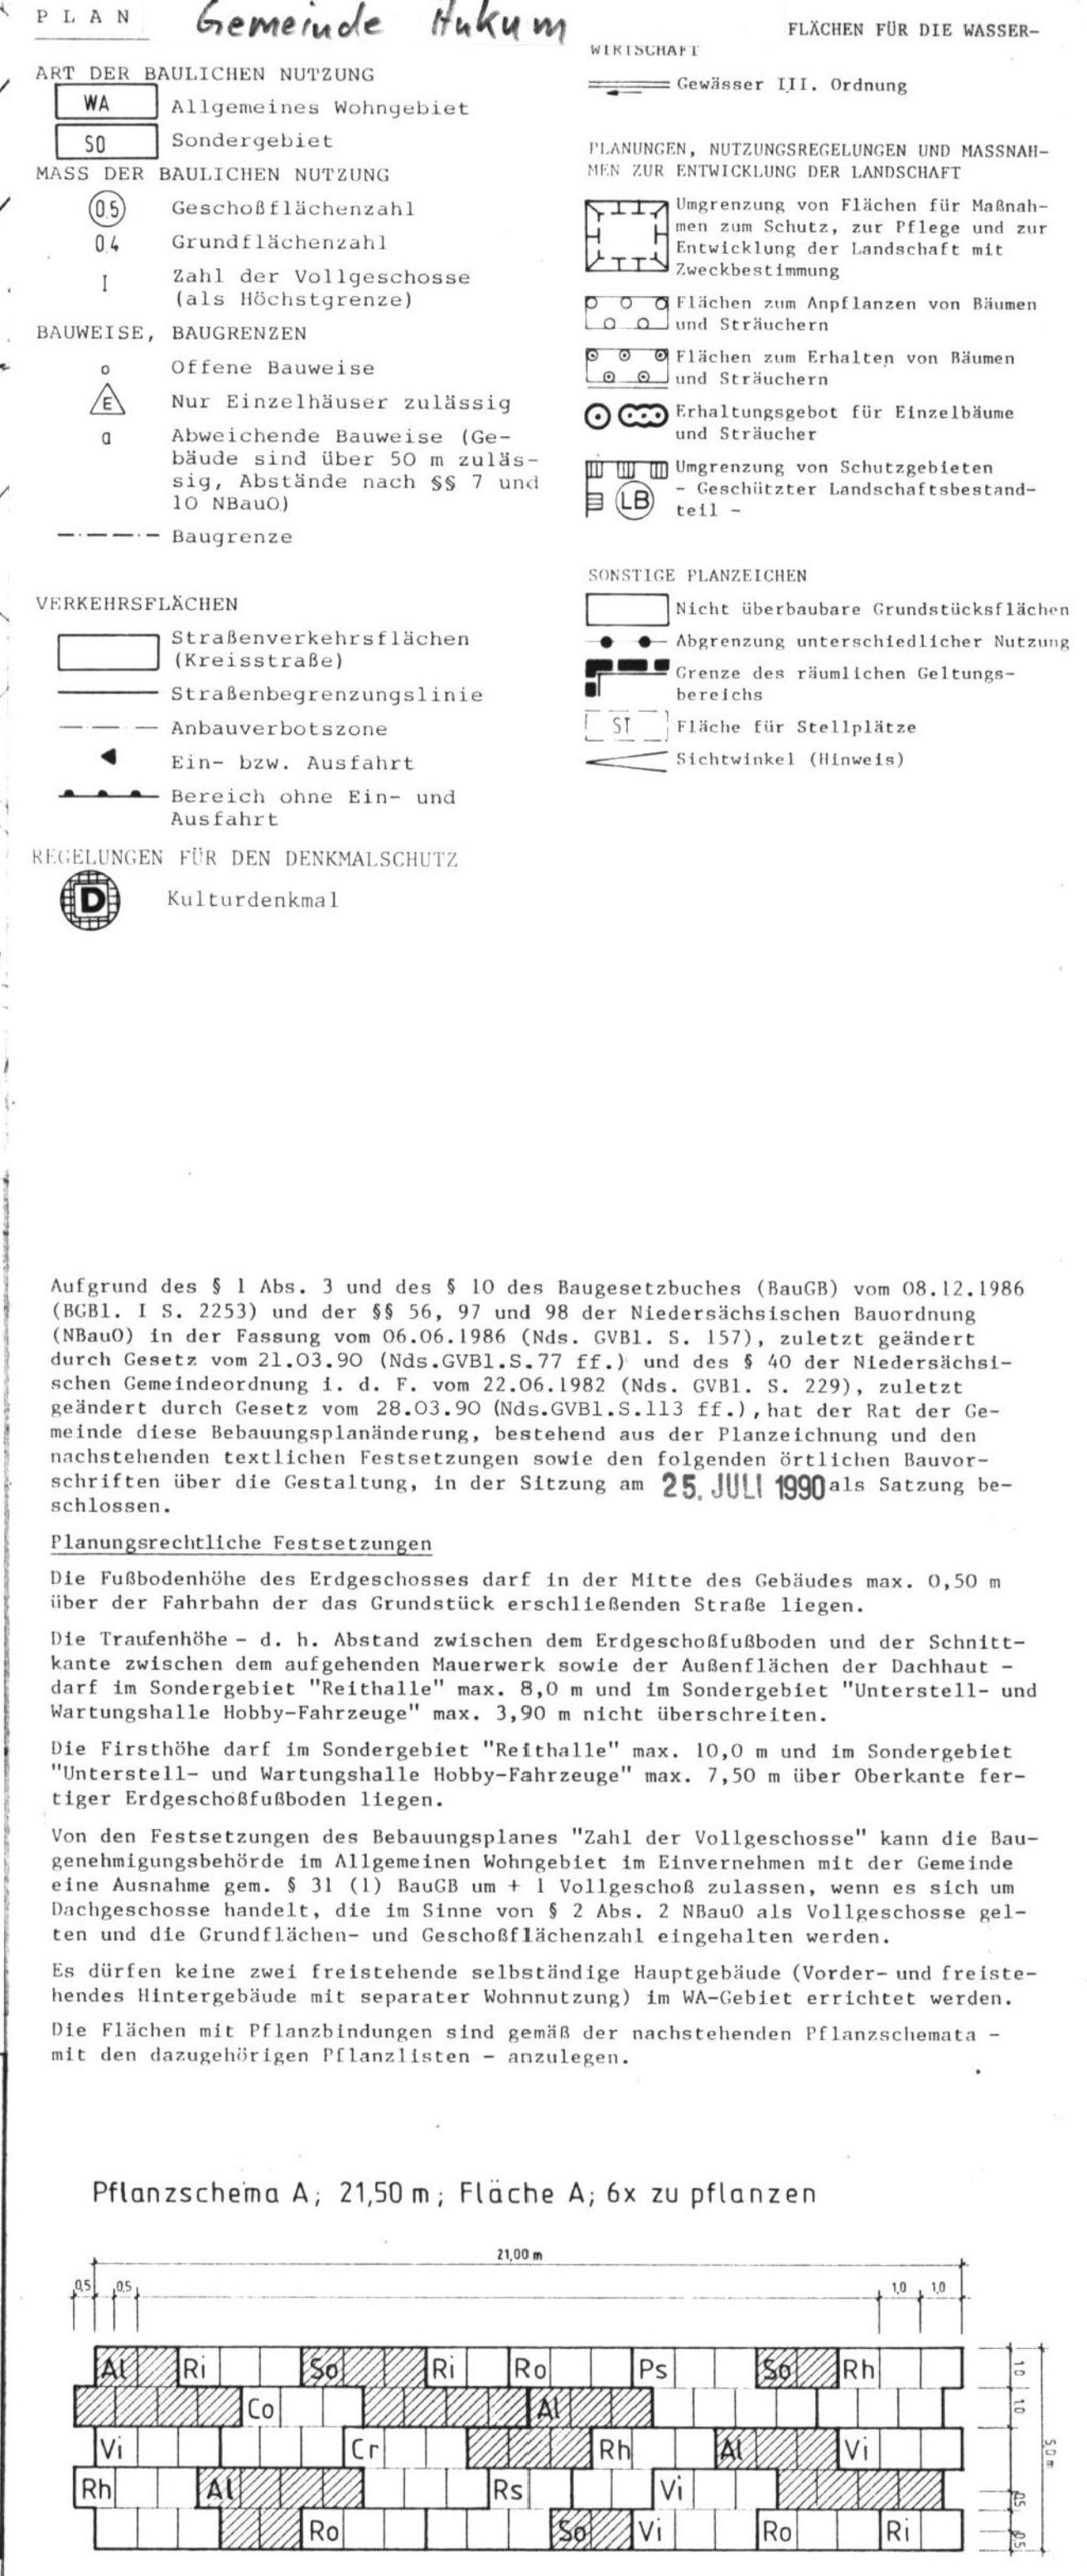 PLAN
Gemeinde Hukum
ART DER BAULICHEN NUTZUNG
WA Allgemeines Wohngebiet
SO Sondergebiet
MASS DER BAULICHEN NUTZUNG
0.5 Geschoßflächenzahl
0.4 Grundflächenzahl
I Zahl der Vollgeschosse
(als Höchstgrenze)
BAUWEISE, BAUGRENZEN
o Offene Bauweise
E Nur Einzelhäuser zulässig
a Abweichende Bauweise (Ge-
bäude sind über 50 m zuläs-
sig, Abstände nach §§ 7 und
10 NBauO)
Baugrenze
VERKEHRSFLÄCHEN
Straßenverkehrsflächen
(Kreisstraße)
Straßenbegrenzungslinie
Anbauverbotszone
Ein- bzw. Ausfahrt
Bereich ohne Ein- und
Ausfahrt
REGELUNGEN FÜR DEN DENKMALSCHUTZ
D Kulturdenkmal
FLÄCHEN FÜR DIE WASSER-
WIRTSCHAFT
Gewässer III. Ordnung
PLANUNGEN, NUTZUNGSREGELUNGEN UND MASSNAH-
MEN ZUR ENTWICKLUNG DER LANDSCHAFT
Umgrenzung von Flächen für Maßnah-
men zum Schutz, zur Pflege und zur
Entwicklung der Landschaft mit
Zweckbestimmung
Flächen zum Anpflanzen von Bäumen
und Sträuchern
Flächen zum Erhalten von Bäumen
und Sträuchern
Erhaltungsgebot für Einzelbäume
und Sträucher
Umgrenzung von Schutzgebieten
LB - Geschützter Landschaftsbestand-
teil -
SONSTIGE PLANZEICHEN
Nicht überbaubare Grundstücksflächen
Abgrenzung unterschiedlicher Nutzung
Grenze des räumlichen Geltungs-
bereichs
ST Fläche für Stellplätze
Sichtwinkel (Hinweis)
Aufgrund des § 1 Abs. 3 und des § 10 des Baugesetzbuches (BauGB) vom 08.12.1986
(BGBl. I S. 2253) und der §§ 56, 97 und 98 der Niedersächsischen Bauordnung
(NBauO) in der Fassung vom 06.06.1986 (Nds. GVBl. S. 157), zuletzt geändert
durch Gesetz vom 21.03.90 (Nds.GVBl.S.77 ff.) und des § 40 der Niedersächsi-
schen Gemeindeordnung i. d. F. vom 22.06.1982 (Nds. GVBl. S. 229), zuletzt
geändert durch Gesetz vom 28.03.90 (Nds.GVBl.S.113 ff.), hat der Rat der Ge-
meinde diese Bebauungsplanänderung, bestehend aus der Planzeichnung und den
nachstehenden textlichen Festsetzungen sowie den folgenden örtlichen Bauvor-
schriften über die Gestaltung, in der Sitzung am 25. JULI 1990 als Satzung be-
schlossen.
Planungsrechtliche Festsetzungen
Die Fußbodenhöhe des Erdgeschosses darf in der Mitte des Gebäudes max. 0,50 m
über der Fahrbahn der das Grundstück erschließenden Straße liegen.
Die Traufenhöhe - d. h. Abstand zwischen dem Erdgeschoßfußboden und der Schnitt-
kante zwischen dem aufgehenden Mauerwerk sowie der Außenflächen der Dachhaut -
darf im Sondergebiet "Reithalle" max. 8,0 m und im Sondergebiet "Unterstell- und
Wartungshalle Hobby-Fahrzeuge" max. 3,90 m nicht überschreiten.
Die Firsthöhe darf im Sondergebiet "Reithalle" max. 10,0 m und im Sondergebiet
"Unterstell- und Wartungshalle Hobby-Fahrzeuge" max. 7,50 m über Oberkante fer-
tiger Erdgeschoßfußboden liegen.
Von den Festsetzungen des Bebauungsplanes "Zahl der Vollgeschosse" kann die Bau-
genehmigungsbehörde im Allgemeinen Wohngebiet im Einvernehmen mit der Gemeinde
eine Ausnahme gem. § 31 (1) BauGB um + 1 Vollgeschoß zulassen, wenn es sich um
Dachgeschosse handelt, die im Sinne von § 2 Abs. 2 NBauO als Vollgeschosse gel-
ten und die Grundflächen- und Geschoßflächenzahl eingehalten werden.
Es dürfen keine zwei freistehende selbständige Hauptgebäude (Vorder- und freiste-
hendes Hintergebäude mit separater Wohnnutzung) im WA-Gebiet errichtet werden.
Die Flächen mit Pflanzbindungen sind gemäß der nachstehenden Pflanzschemata -
mit den dazugehörigen Pflanzlisten - anzulegen.
Pflanzschema A; 21,50 m; Fläche A; 6x zu pflanzen
21,00 m
0,5 0,5 1,0 1,0
Al Ri So Ri Ro Ps So Rh 1,0
Co Al 1,0
Vi Cr Rh Al Vi 5,0 m
Rh Al Rs Vi 0,5
Ro So Vi Ro Ri 0,5